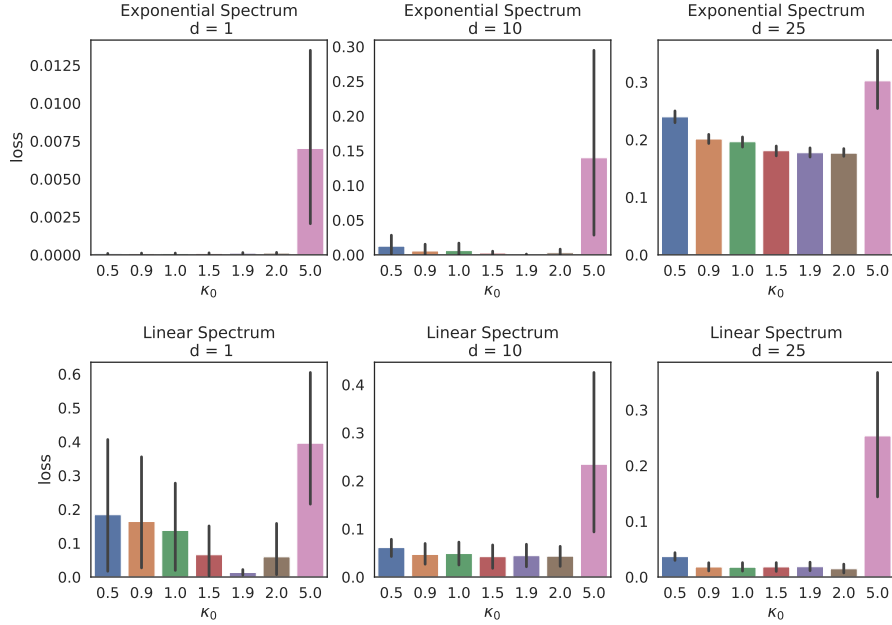 Exponential Spectrum
d = 1
Exponential Spectrum
d = 10
Exponential Spectrum
d = 25
loss
0.0125
0.0100
0.0075
0.0050
0.0025
0.0000
0.5 0.9 1.0 1.5 1.9 2.0 5.0
κ₀
0.30
0.25
0.20
0.15
0.10
0.05
0.00
0.5 0.9 1.0 1.5 1.9 2.0 5.0
κ₀
0.3
0.2
0.1
0.0
0.5 0.9 1.0 1.5 1.9 2.0 5.0
κ₀
Linear Spectrum
d = 1
Linear Spectrum
d = 10
Linear Spectrum
d = 25
loss
0.6
0.5
0.4
0.3
0.2
0.1
0.0
0.5 0.9 1.0 1.5 1.9 2.0 5.0
κ₀
0.4
0.3
0.2
0.1
0.0
0.5 0.9 1.0 1.5 1.9 2.0 5.0
κ₀
0.3
0.2
0.1
0.0
0.5 0.9 1.0 1.5 1.9 2.0 5.0
κ₀